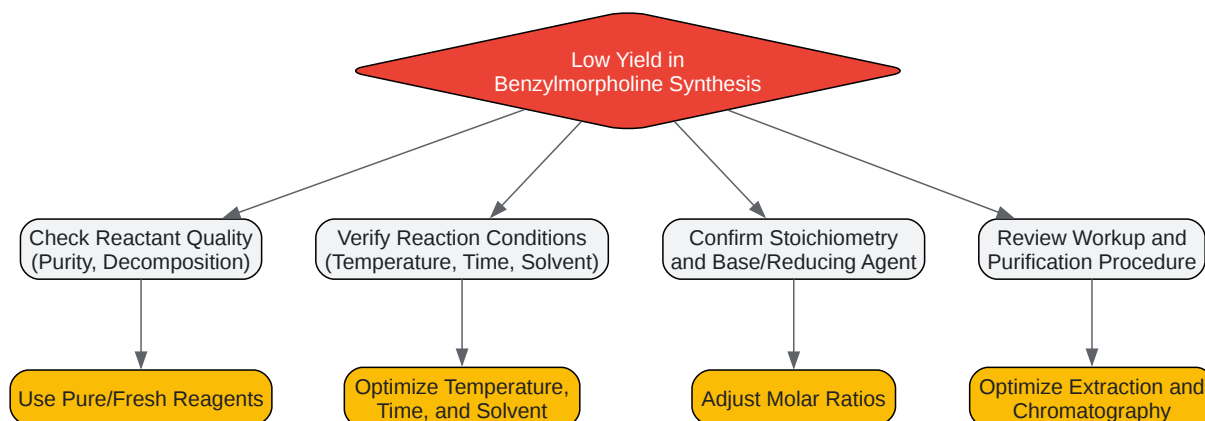 Low Yield in
Benzylmorpholine Synthesis
Check Reactant Quality
(Purity, Decomposition)
Verify Reaction Conditions
(Temperature, Time, Solvent)
Confirm Stoichiometry
and Base/Reducing Agent
Review Workup and
Purification Procedure
Use Pure/Fresh Reagents
Optimize Temperature,
Time, and Solvent
Adjust Molar Ratios
Optimize Extraction and
Chromatography